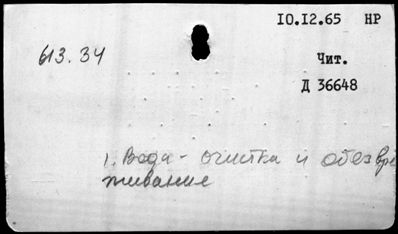 10.12.65 НР
613.34
Чит.
Д 36648
1. Вода - очистка и обезвре
живание